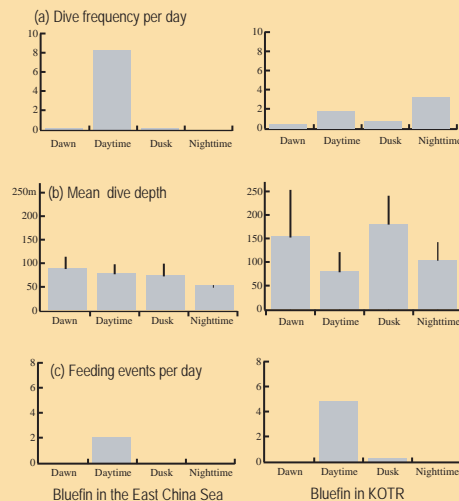 (a) Dive frequency per day
10
8
6
4
2
0
Dawn Daytime Dusk Nighttime
10
8
6
4
2
0
Dawn Daytime Dusk Nighttime
(b) Mean dive depth
250m
200
150
100
50
0
Dawn Daytime Dusk Nighttime
250
200
150
100
50
0
Dawn Daytime Dusk Nighttime
(c) Feeding events per day
8
6
4
2
0
Dawn Daytime Dusk Nighttime
Bluefin in the East China Sea
8
6
4
2
0
Dawn Daytime Dusk Nighttime
Bluefin in KOTR